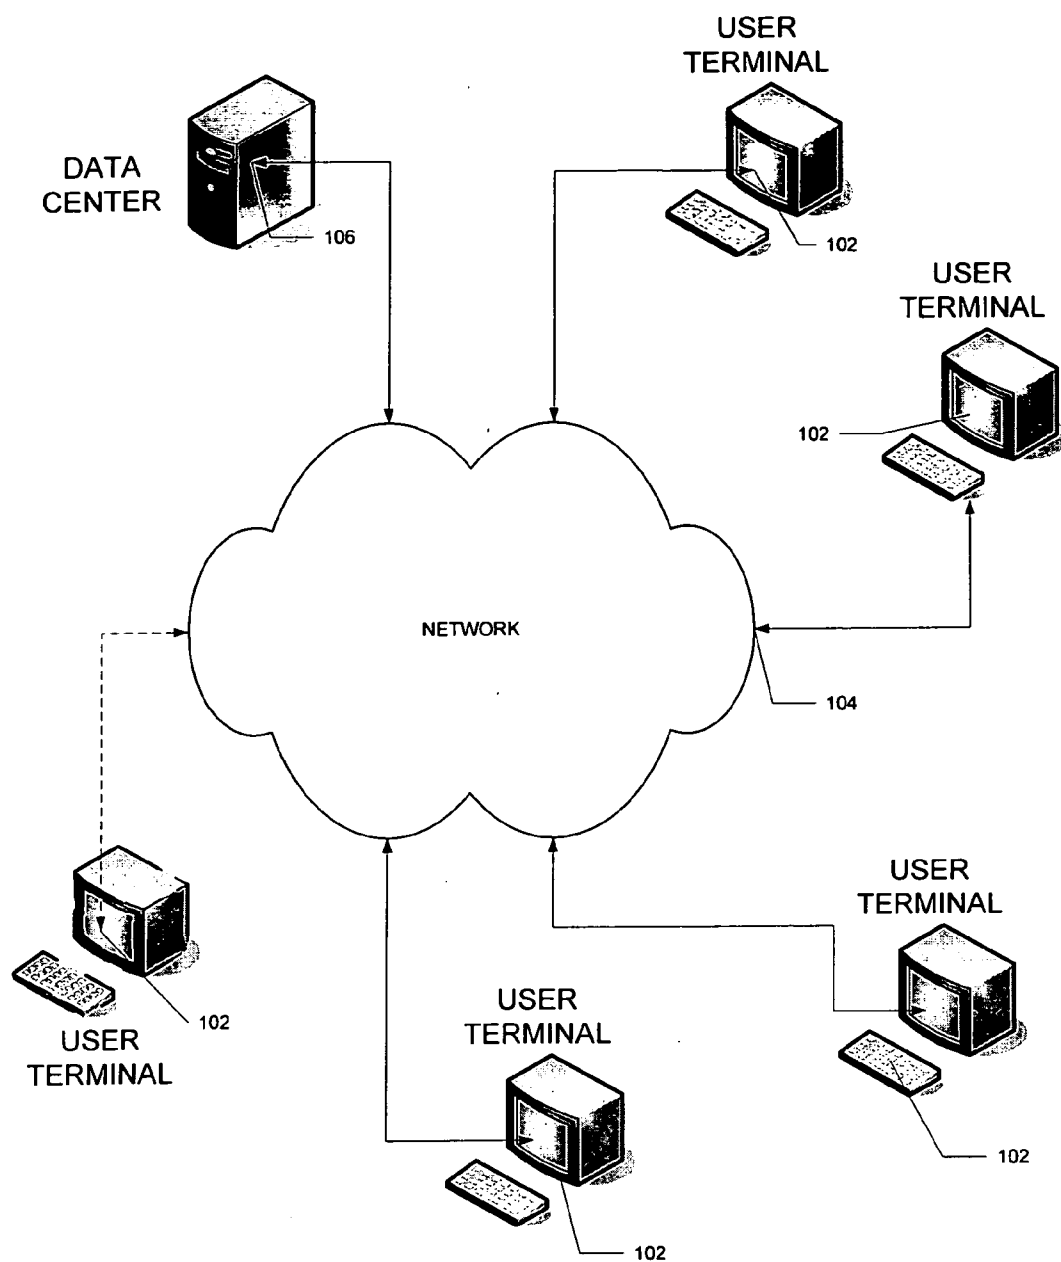 USER
TERMINAL
DATA
CENTER
106
102
USER
TERMINAL
102
NETWORK
104
USER
TERMINAL
102
USER
TERMINAL
USER
TERMINAL
102
102